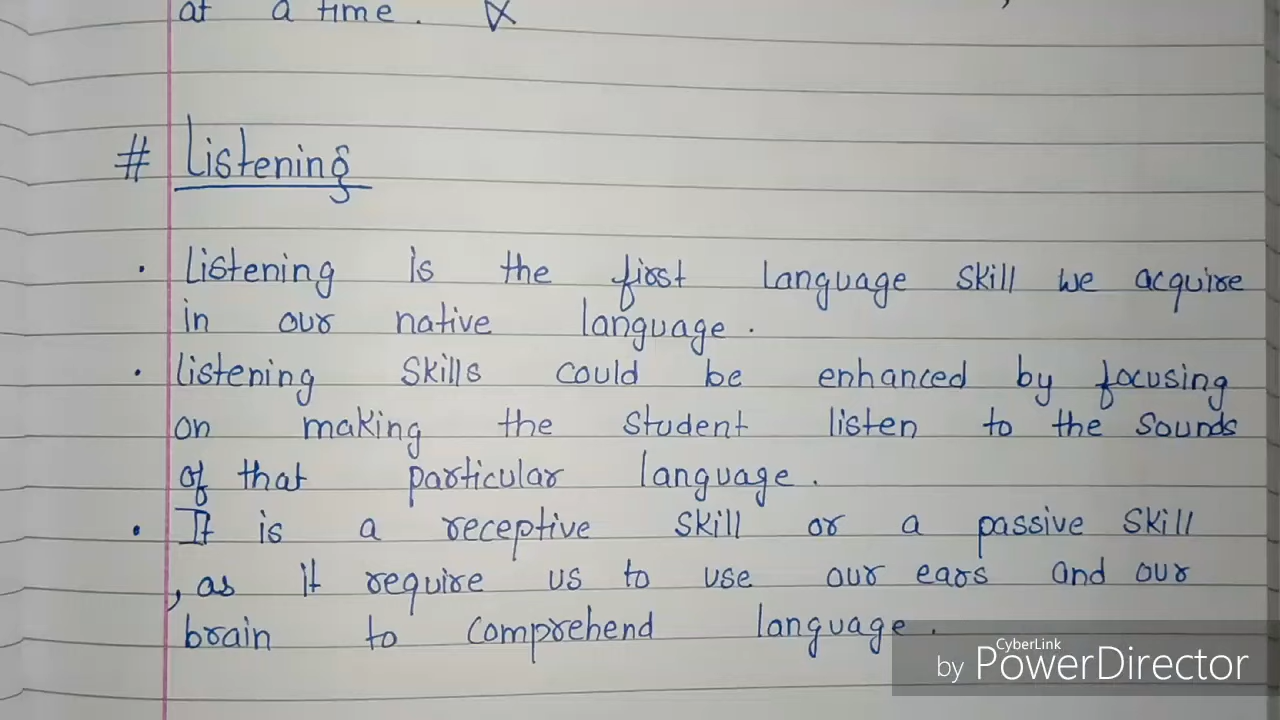 at a time.
# Listening
• Listening is the first language skill we acquire
in our native language.
• listening skills could be enhanced by focusing
on making the student listen to the sounds
of that particular language.
• It is a receptive skill or a passive skill
, as it require us to use our ears and our
brain to comprehend language.
CyberLink
by PowerDirector